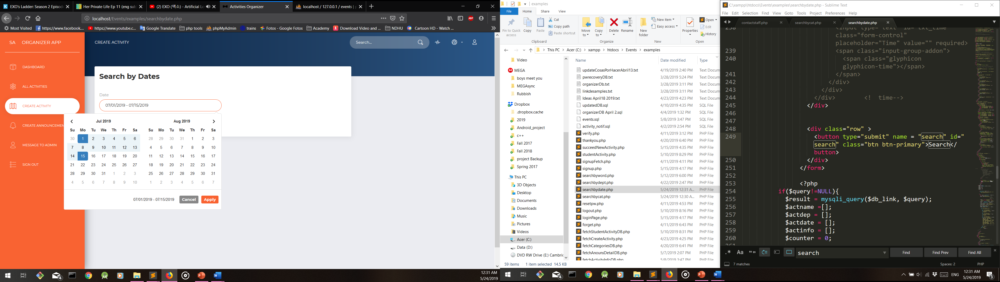 EXO's Ladder: Season 2 Episod
Her Private Life Ep 11 (eng sub)
(2) EXO (엑소) - Artificial Lo
Activities Organizer
localhost / 127.0.0.1 / events | p
localhost/Events/examples/searchbydate.php
Most Visited
https://www.facebook....
https://www.youtube.c...
Google Translate
php tools
phpMyAdmin
trains
Fotos - Google Fotos
Academy
Download Video and ...
NDHU
Cartoon HD - Watch ...
SA ORGANIZER APP
DASHBOARD
ALL ACTIVITIES
CREATE ACTIVITY
CREATE ANNOUNCEMEN
MESSAGE TO ADMIN
SIGN OUT
CREATE ACTIVITY
Search...
Search by Dates
Date
07/01/2019 - 07/15/2019
Jul 2019
Su Mo Tu We Th Fr Sa
30 1 2 3 4 5 6
7 8 9 10 11 12 13
14 15 16 17 18 19 20
21 22 23 24 25 26 27
28 29 30 31 1 2 3
4 5 6 7 8 9 10
Aug 2019
Su Mo Tu We Th Fr Sa
28 29 30 31 1 2 3
4 5 6 7 8 9 10
11 12 13 14 15 16 17
18 19 20 21 22 23 24
25 26 27 28 29 30 31
1 2 3 4 5 6 7
07/01/2019 - 07/15/2019 Cancel Apply
12:31 AM
5/24/2019
examples
File Home Share View
Pin to Quick access
Copy
Paste
Cut
Copy path
Paste shortcut
Clipboard
Move to
Copy to
Delete
Rename
Organize
New folder
New item
Easy access
New
Properties
Open
Edit
History
Open
This PC > Acer (C:) > xampp > htdocs > Events > examples
Video
MEGA
boys meet you
MEGAsync
Rubbish
Dropbox
.dropbox.cache
2019
Android_project
c++
Fall 2017
Fall 2018
project Backup
Spring 2017
This PC
3D Objects
Desktop
Documents
Downloads
Music
Pictures
Videos
Acer (C:)
Data (D:)
DVD RW Drive (E:) Cambric
Name Date modified Type
updateCosasPorHacerAbril13.txt 4/19/2019 2:40 PM Text Docum
pwrecoveryDB.txt 3/28/2019 5:24 PM Text Docum
organizerDb.txt 3/28/2019 3:11 PM Text Docum
linkdesamples.txt 3/28/2019 3:11 PM Text Docum
Ideas April18 2019.txt 4/23/2019 4:23 PM Text Docum
updatedDB.sql 4/10/2019 4:35 PM SQL File
organizerDB April 2.sql 4/4/2019 1:32 PM SQL File
events.sql 5/8/2019 3:47 PM SQL File
activity_notif.sql 4/2/2019 2:54 PM SQL File
verify.php 4/11/2019 3:12 PM PHP File
thankyou.php 4/20/2019 6:40 PM PHP File
succeedNewActivity.php 5/15/2019 4:35 PM PHP File
studentActivity.php 5/10/2019 8:29 PM PHP File
signupFetch.php 4/11/2019 4:11 PM PHP File
signup.php 5/15/2019 4:17 PM PHP File
searchbyword.php 5/12/2019 6:00 PM PHP File
searchbydept.php 4/22/2019 2:47 PM PHP File
searchbydate.php 5/24/2019 12:31 A... PHP File
searchbycat.php 5/24/2019 12:30 A... PHP File
resetpw.php 4/11/2019 4:53 PM PHP File
logout.php 5/10/2019 8:16 PM PHP File
loginPage.php 5/15/2019 4:17 PM PHP File
forget.php 4/11/2019 6:43 PM PHP File
fetchStudentActivityDB.php 5/10/2019 8:31 PM PHP File
fetchCreateActivity.php 4/23/2019 4:25 PM PHP File
fetchCategoriesDB.php 4/20/2019 6:41 PM PHP File
fetchAnounsDetailDB.php 5/7/2019 2:07 PM PHP File
fetchActivityInfoDB.php 5/8/2019 3:47 PM PHP File
59 items 1 item selected 14.5 KB
C:\xampp\htdocs\Events\examples\searchbydate.php - Sublime Text
File Edit Selection Find View Goto Tools Project Preferences Help
contactstaff.php
searchbycat.php
searchbydate.php
238 <input type="text" id="txt_time"
class="form-control"
placeholder="Time" value="" required>
239 <span class="input-group-addon">
240 <span class="glyphicon
glyphicon-time"></span>
241 </span>
242 </div>
243 </div>
244 </div> <! time-->
245 </div>
246
247
248 <div class="row" >
249 <button type="submit" name = "search" id="
search" class="btn btn-primary">Search</
button>
250 </div>
251 </form>
252
253 <?php
254 if($query!=NULL){
255 $result = mysqli_query($db_link, $query);
256 $actname =[];
257 $actdep = [];
258 $actdate = [];
259 $actinfo = [];
260 $counter = 0;
261
.* Aa “” search Find Find Prev Find All
7 matches Spaces: 2 PHP
ENG
12:31 AM
5/24/2019